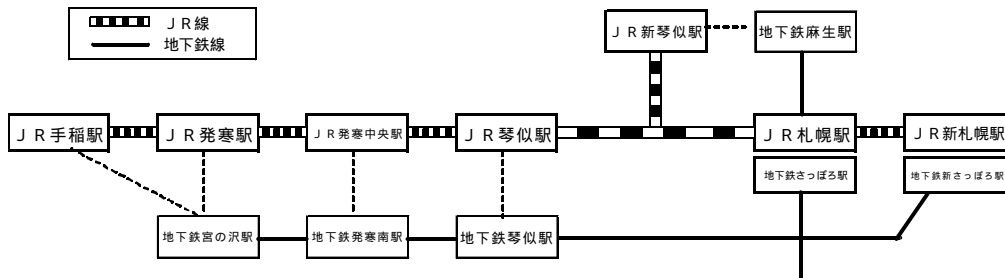 ＪＲ線
地下鉄線
ＪＲ新琴似駅
地下鉄麻生駅
ＪＲ手稲駅
ＪＲ発寒駅
ＪＲ発寒中央駅
ＪＲ琴似駅
ＪＲ札幌駅
ＪＲ新札幌駅
地下鉄さっぽろ駅
地下鉄新さっぽろ駅
地下鉄宮の沢駅
地下鉄発寒南駅
地下鉄琴似駅